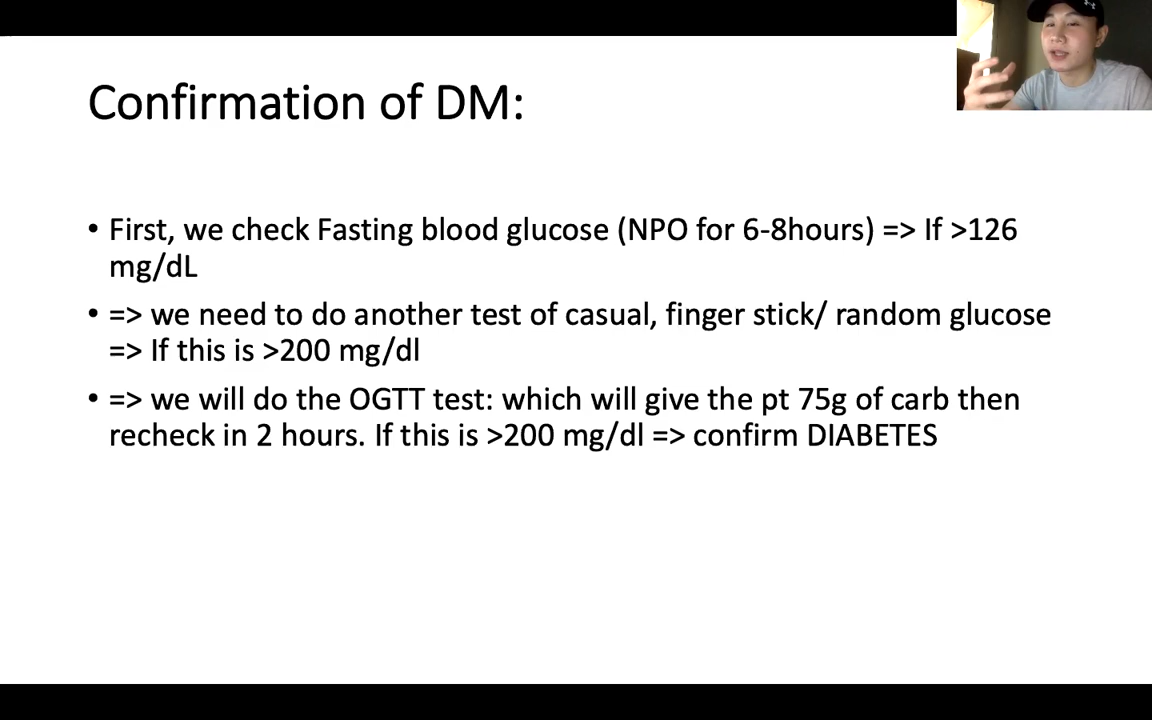 Confirmation of DM:
• First, we check Fasting blood glucose (NPO for 6-8hours) => If >126
mg/dL
• => we need to do another test of casual, finger stick/ random glucose
=> If this is >200 mg/dl
• => we will do the OGTT test: which will give the pt 75g of carb then
recheck in 2 hours. If this is >200 mg/dl => confirm DIABETES